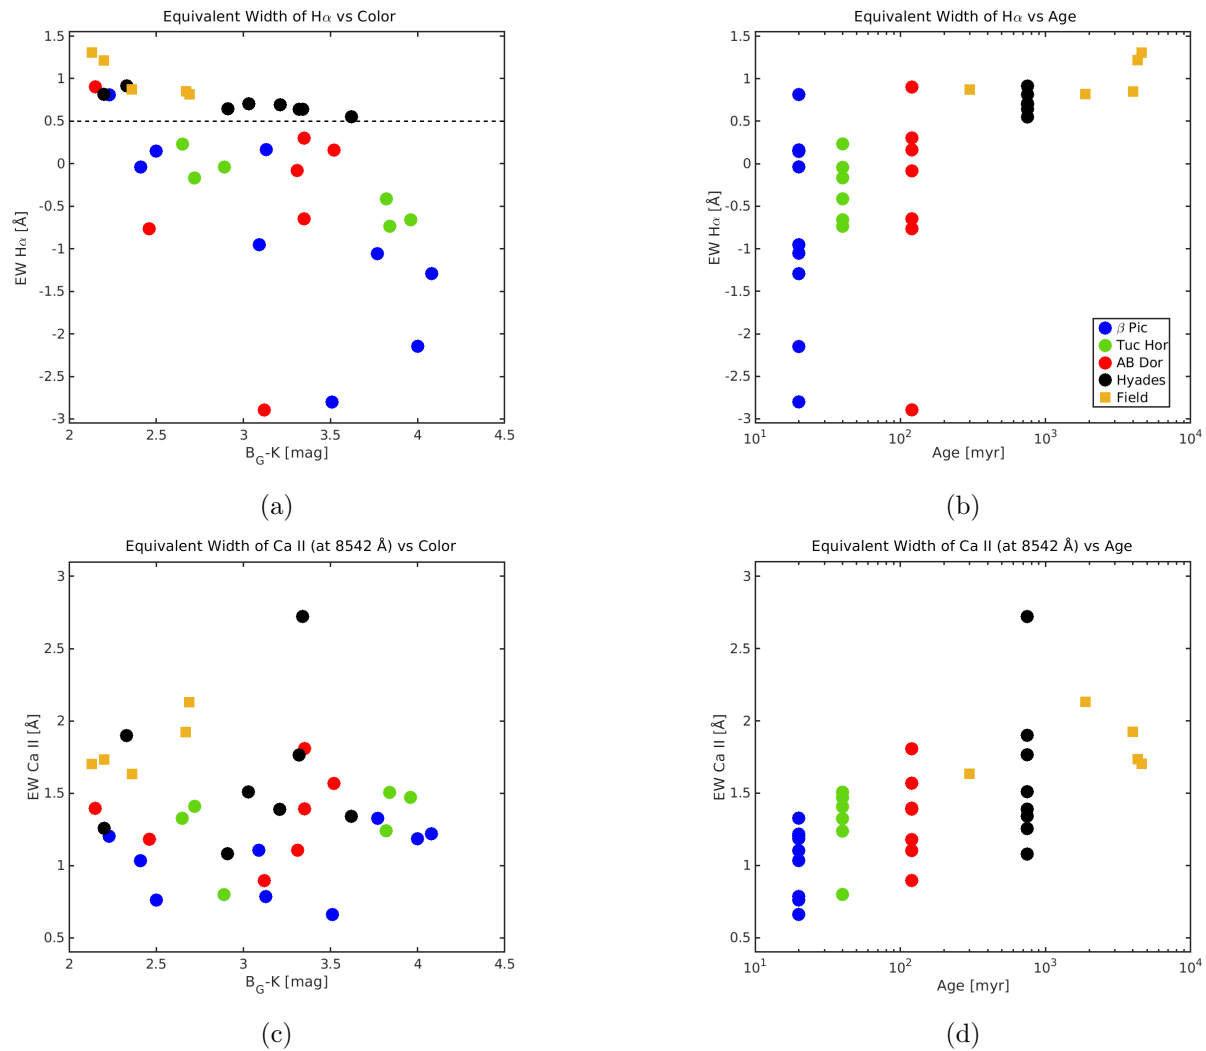 Equivalent Width of Hα vs Color
1.5
1
0.5
0
-0.5
-1
-1.5
-2
-2.5
-3
EW Hα [Å]
2 2.5 3 3.5 4 4.5
B_G-K [mag]
(a)
Equivalent Width of Hα vs Age
1.5
1
0.5
0
-0.5
-1
-1.5
-2
-2.5
-3
EW Hα [Å]
β Pic
Tuc Hor
AB Dor
Hyades
Field
10^1 10^2 10^3 10^4
Age [myr]
(b)
Equivalent Width of Ca II (at 8542 Å) vs Color
3
2.5
2
1.5
1
0.5
EW Ca II [Å]
2 2.5 3 3.5 4 4.5
B_G-K [mag]
(c)
Equivalent Width of Ca II (at 8542 Å) vs Age
3
2.5
2
1.5
1
0.5
EW Ca II [Å]
10^1 10^2 10^3 10^4
Age [myr]
(d)